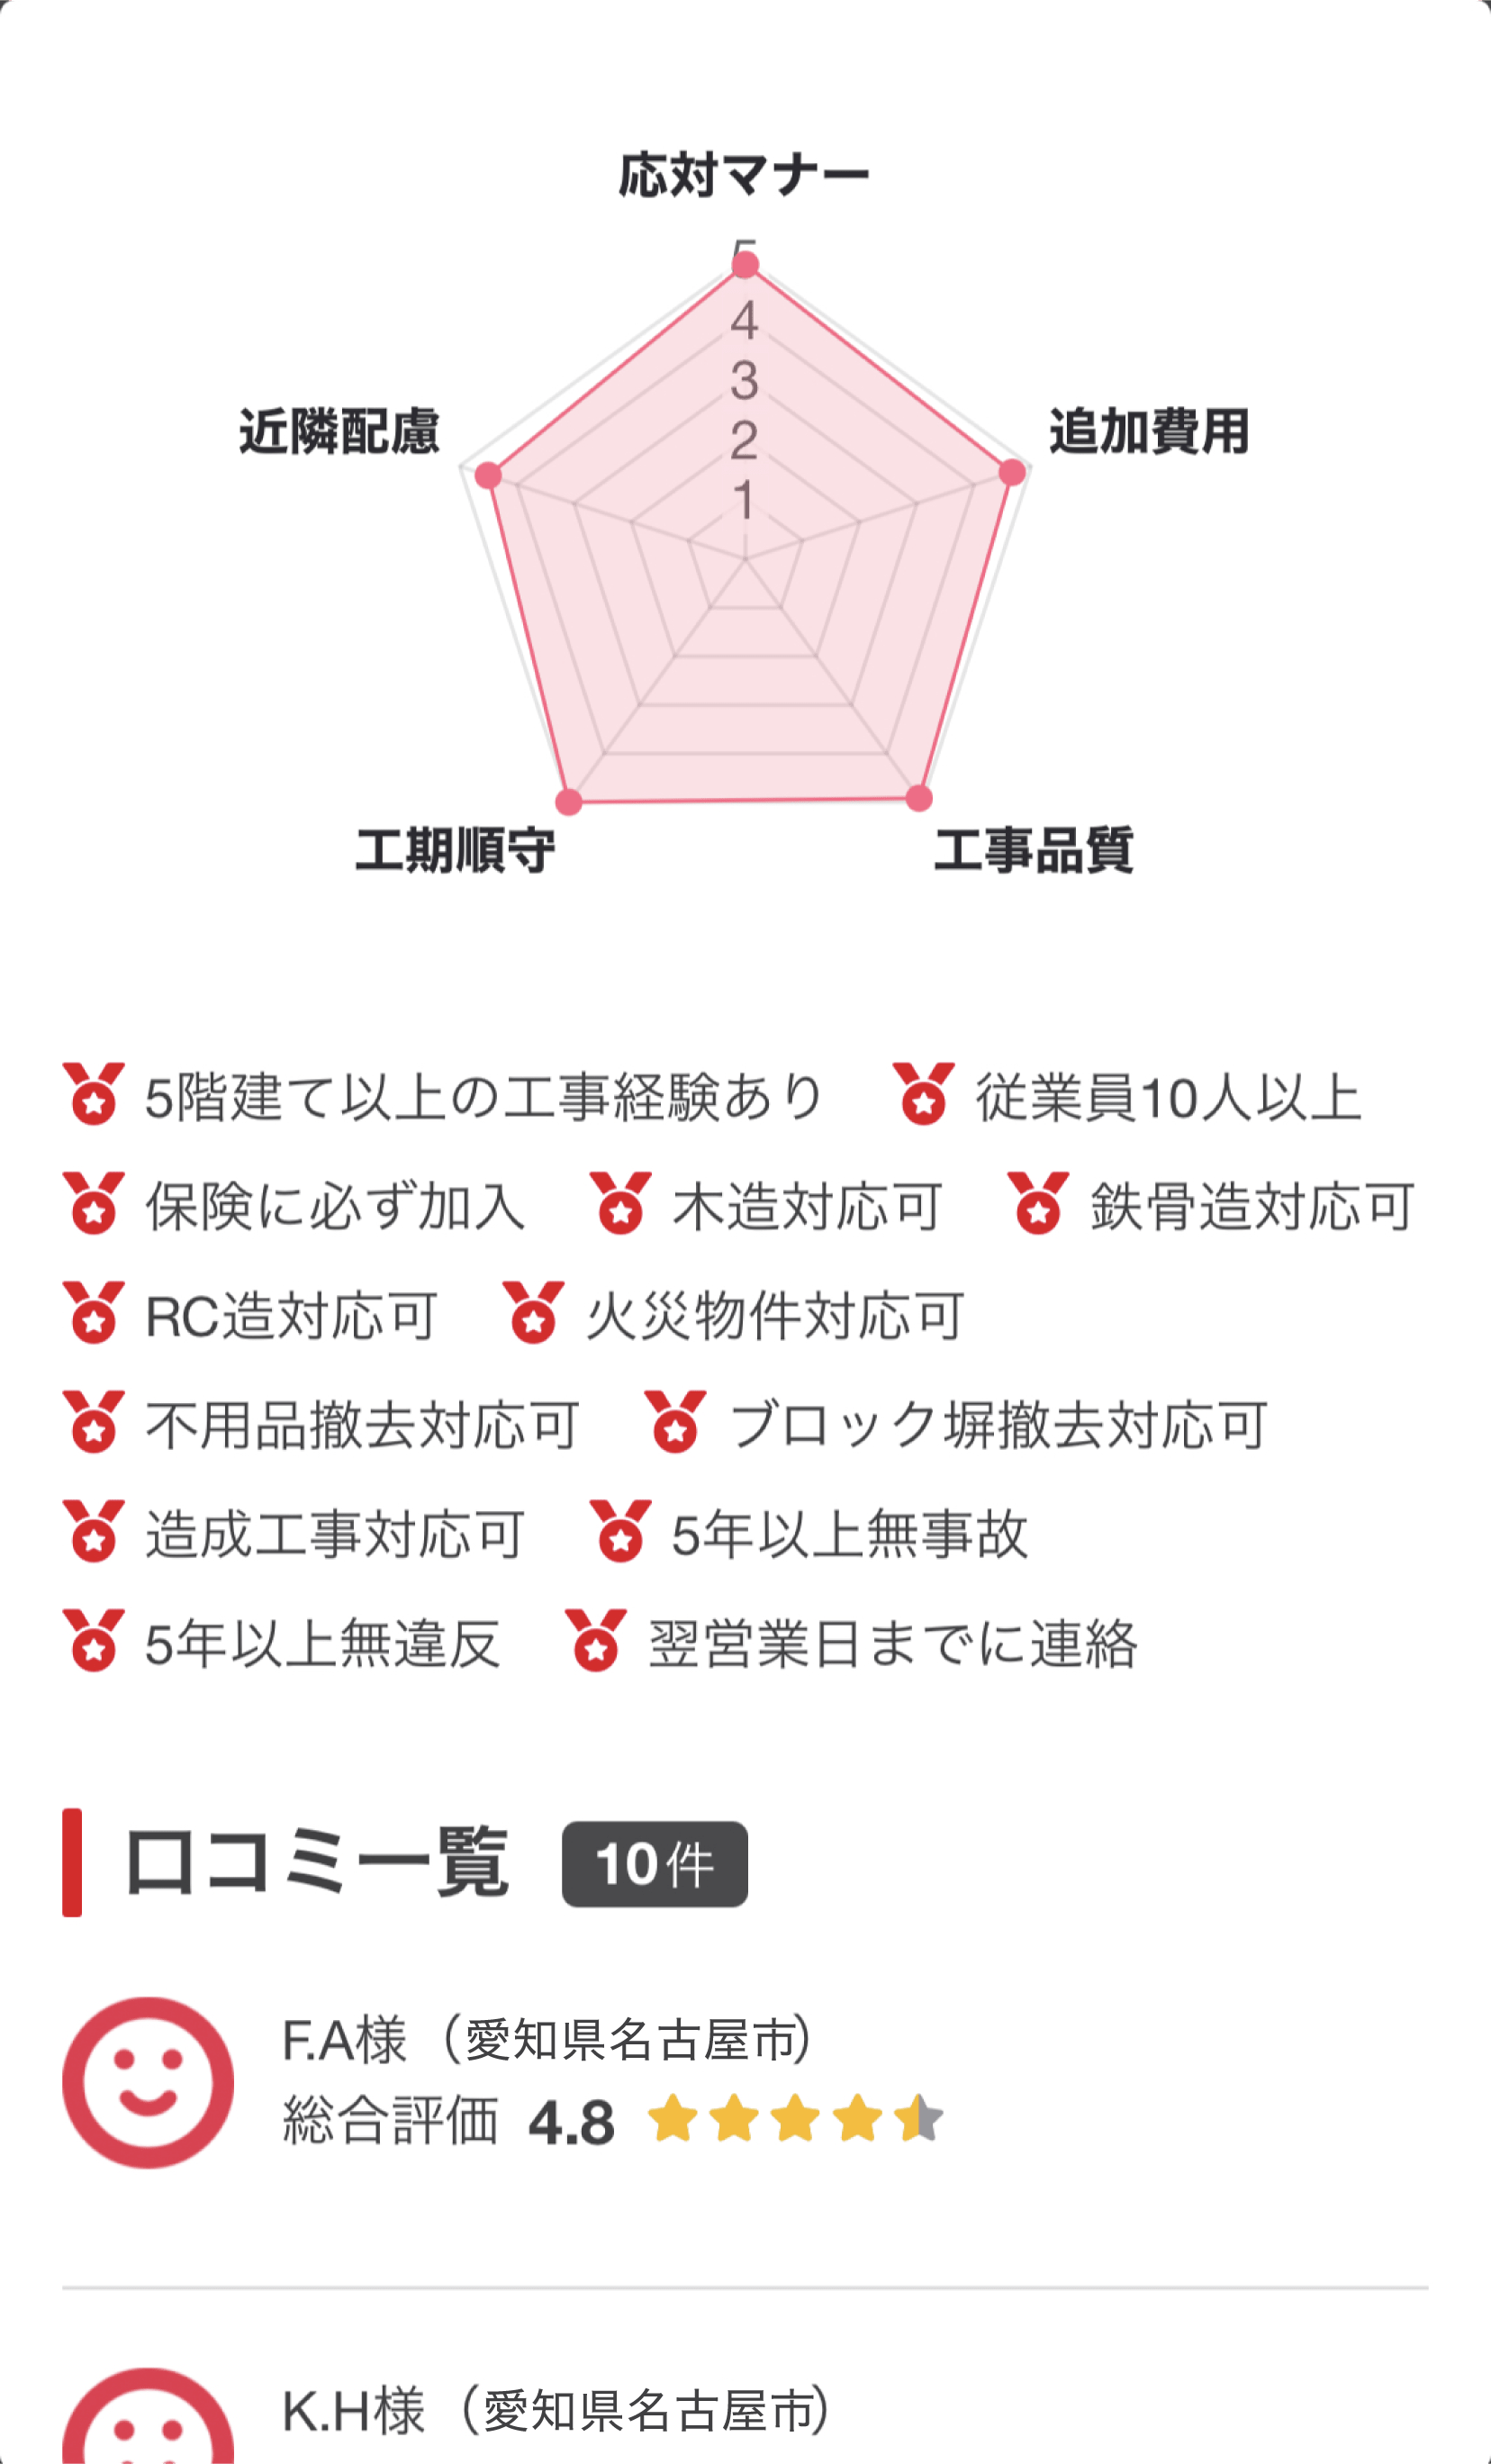 応対マナー
5
4
3
2
1
近隣配慮
追加費用
工期順守
工事品質
5階建て以上の工事経験あり 従業員10人以上
保険に必ず加入 木造対応可 鉄骨造対応可
RC造対応可 火災物件対応可
不用品撤去対応可 ブロック塀撤去対応可
造成工事対応可 5年以上無事故
5年以上無違反 翌営業日までに連絡
口コミ一覧 10件
F.A様（愛知県名古屋市）
総合評価 4.8
K.H様（愛知県名古屋市）